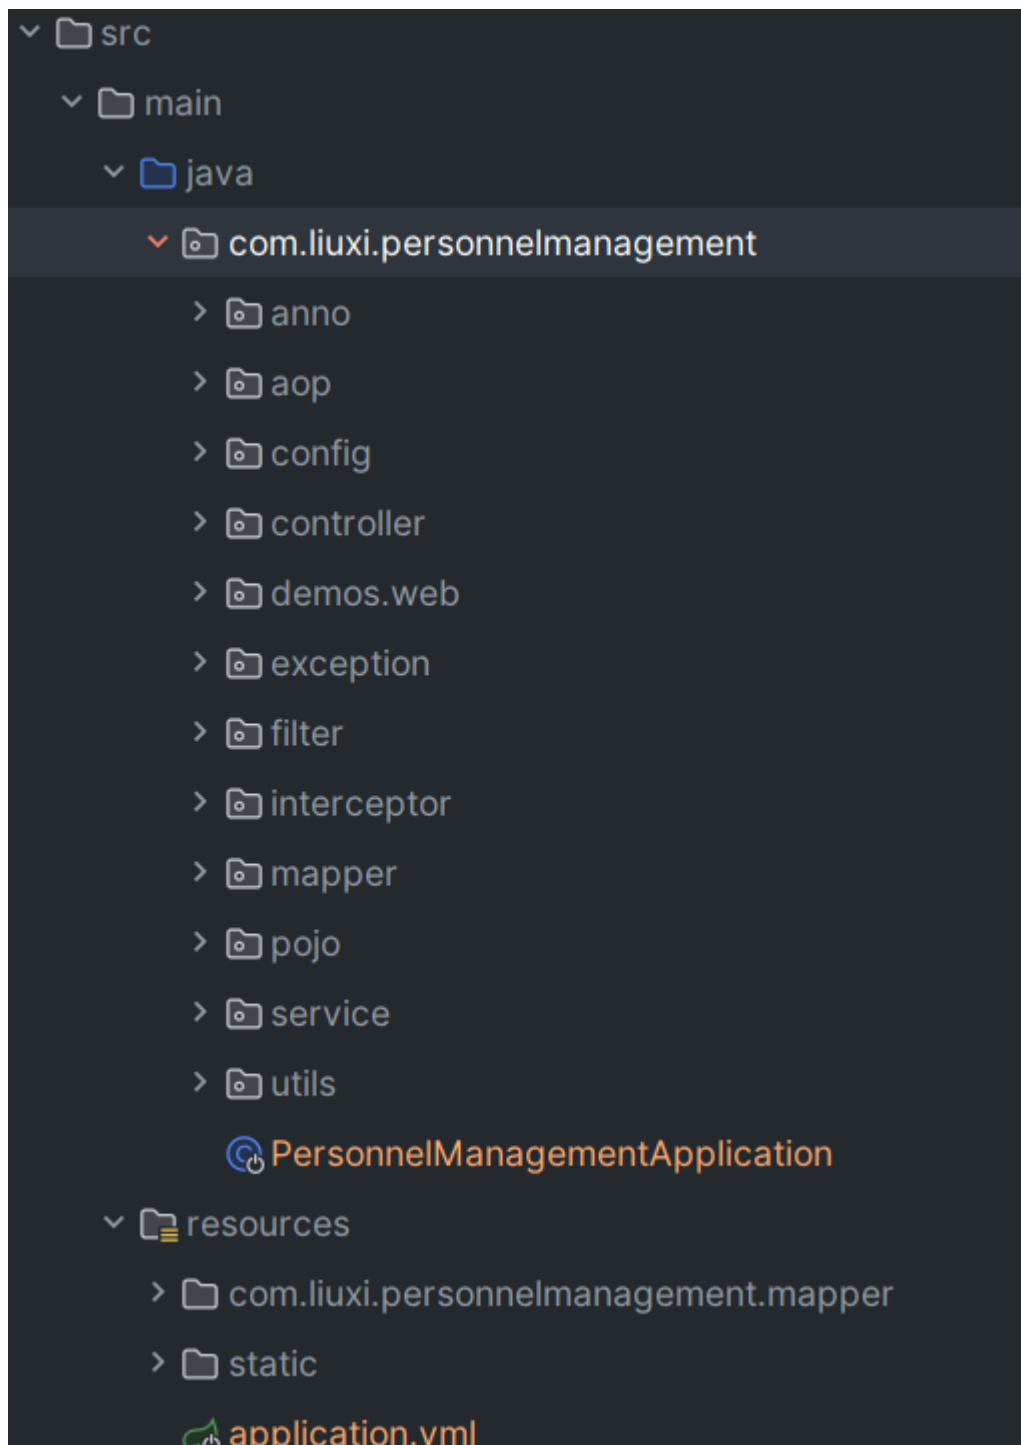 src
main
java
com.liuxi.personnelmanagement
anno
aop
config
controller
demos.web
exception
filter
interceptor
mapper
pojo
service
utils
PersonnelManagementApplication
resources
com.liuxi.personnelmanagement.mapper
static
application.yml